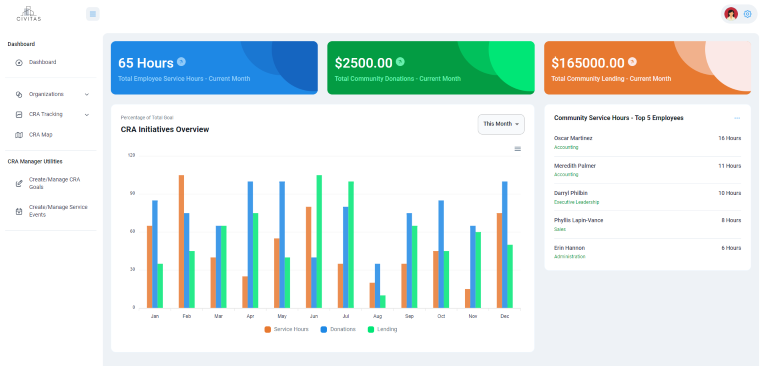 CIVITAS
Dashboard
Dashboard
Organizations
CRA Tracking
CRA Map
CRA Manager Utilities
Create/Manage CRA
Goals
Create/Manage Service
Events
65 Hours
Total Employee Service Hours - Current Month
$2500.00
Total Community Donations - Current Month
$165000.00
Total Community Lending - Current Month
Percentage of Total Goal
CRA Initiatives Overview
This Month
120
90
60
30
0
Jan Feb Mar Apr May Jun Jul Aug Sep Oct Nov Dec
Service Hours Donations Lending
Community Service Hours - Top 5 Employees
Oscar Martinez 16 Hours
Accounting
Meredith Palmer 11 Hours
Accounting
Darryl Philbin 10 Hours
Executive Leadership
Phyllis Lapin-Vance 8 Hours
Sales
Erin Hannon 6 Hours
Administration